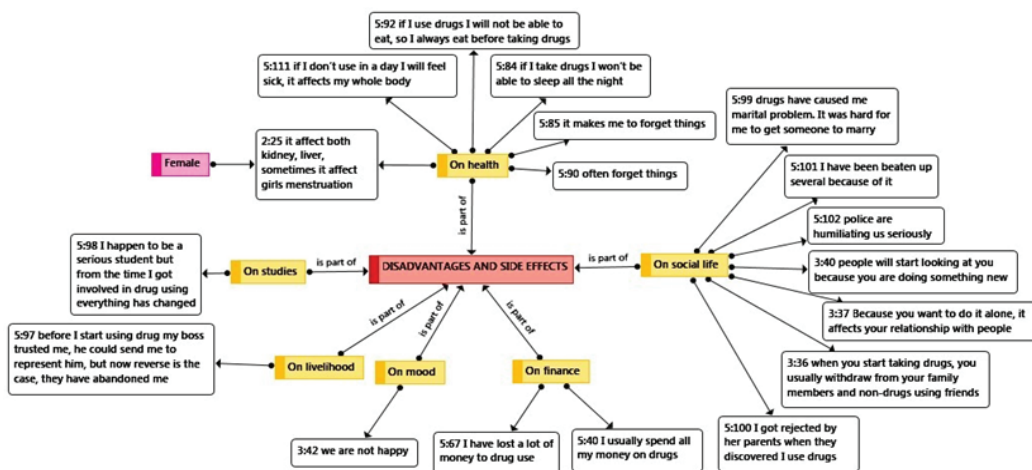 5:92 if I use drugs I will not be able to
eat, so I always eat before taking drugs
5:111 if I don't use in a day I will feel
sick, it affects my whole body
5:84 if I take drugs I won't be
able to sleep all the night
5:99 drugs have caused me
marital problem. It was hard for
me to get someone to marry
5:85 it makes me to forget things
Female
2:25 it affect both
kidney, liver,
sometimes it affect
girls menstruation
On health
5:90 often forget things
5:101 I have been beaten up
several because of it
is part of
5:102 police are
humiliating us seriously
5:98 I happen to be a
serious student but
from the time I got
involved in drug using
everything has changed
On studies
is part of
DISADVANTAGES AND SIDE EFFECTS
is part of
On social life
3:40 people will start looking at you
because you are doing something new
3:37 Because you want to do it alone, it
affects your relationship with people
is part of
is part of
is part of
5:97 before I start using drug my boss
trusted me, he could send me to
represent him, but now reverse is the
case, they have abandoned me
On livelihood
On mood
On finance
3:36 when you start taking drugs, you
usually withdraw from your family
members and non-drugs using friends
3:42 we are not happy
5:67 I have lost a lot of
money to drug use
5:40 I usually spend all
my money on drugs
5:100 I got rejected by
her parents when they
discovered I use drugs